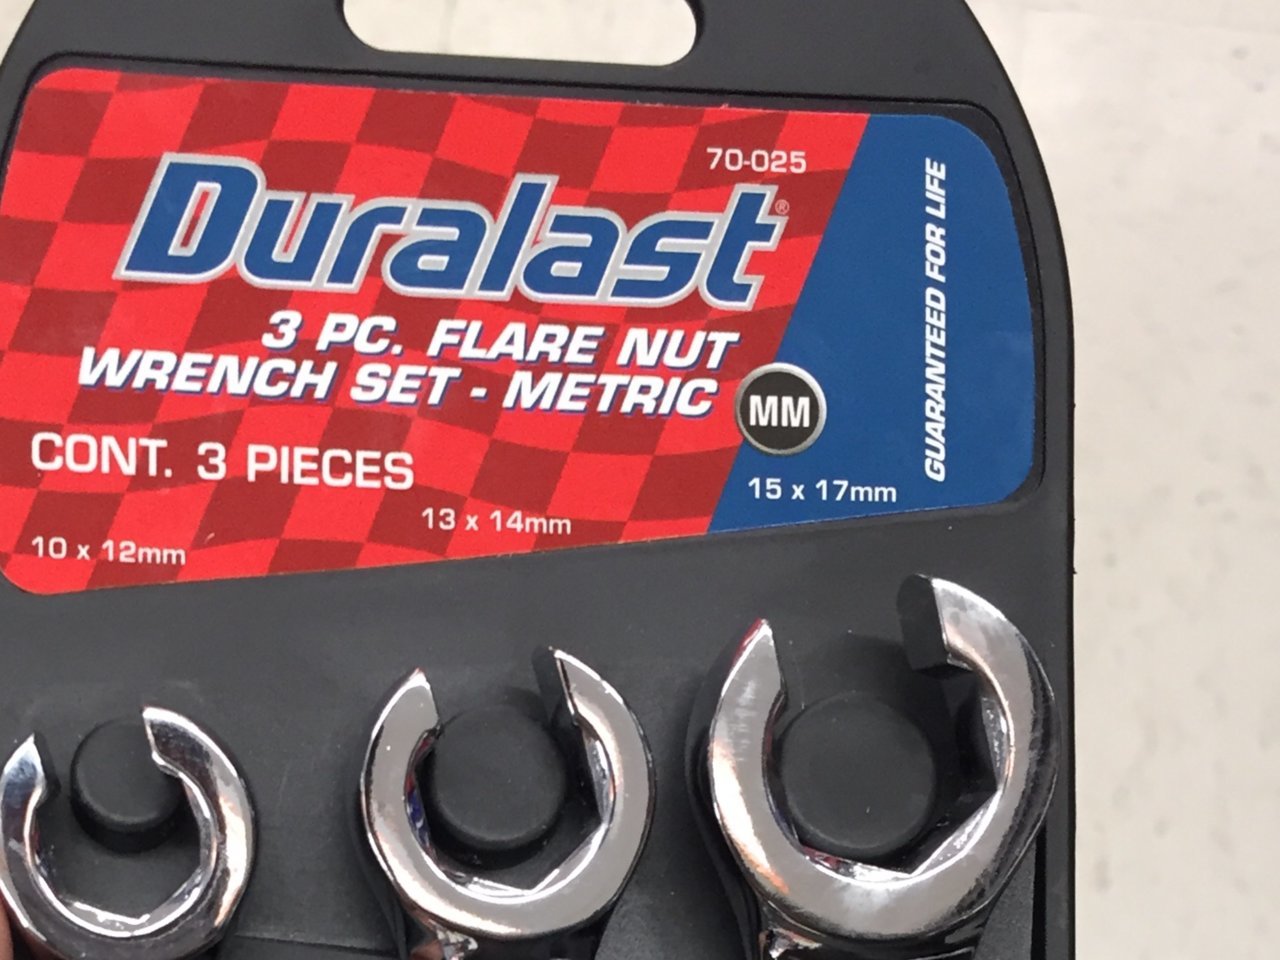 70-025
Duralast®
3 PC. FLARE NUT
WRENCH SET - METRIC
MM
CONT. 3 PIECES
10 x 12mm
13 x 14mm
15 x 17mm
GUARANTEED FOR LIFE